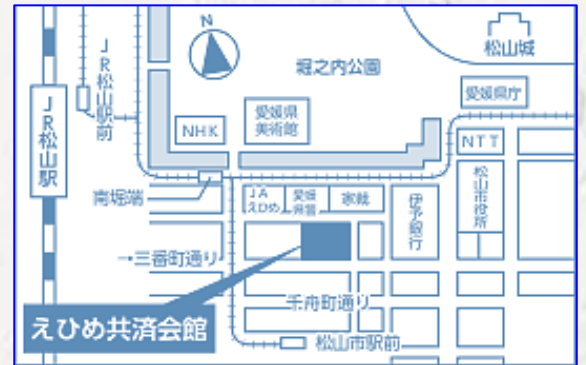 N
松山城
JR松山駅前
堀之内公園
愛媛県庁
JR松山駅
NHK
愛媛県
美術館
NTT
南堀端
JA
えひめ
愛媛
県警
家裁
伊予銀行
松山市役所
→三番町通り
千舟町通り
えひめ共済会館
松山市駅前